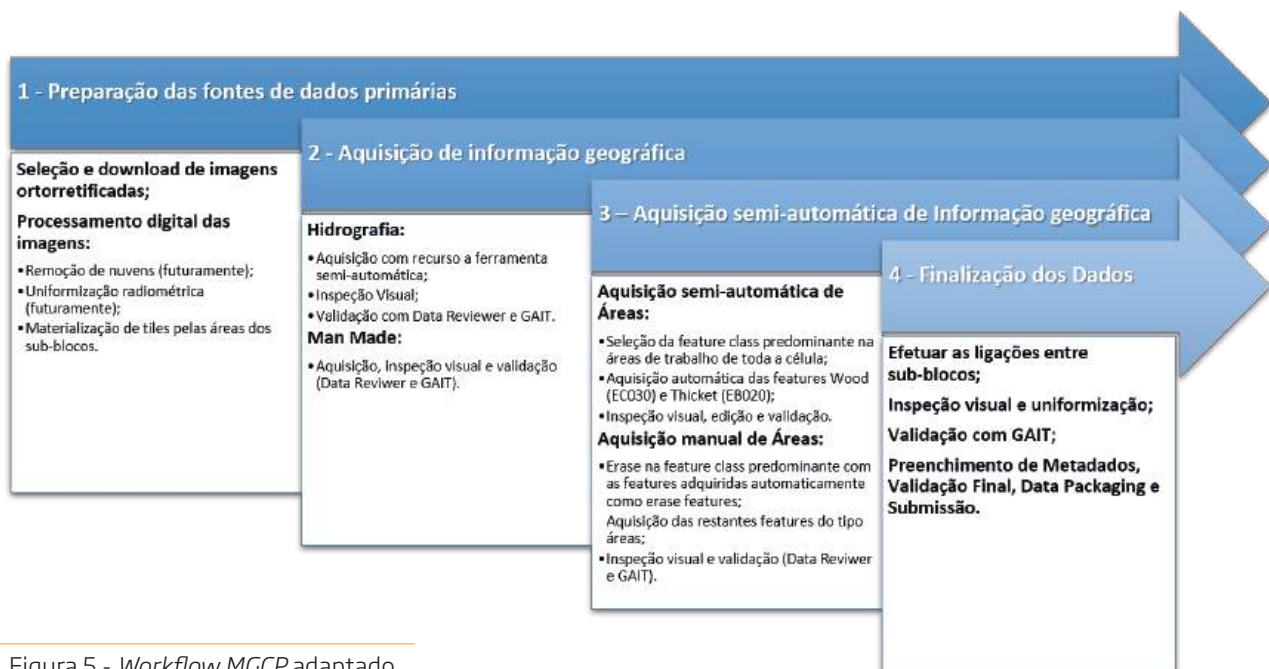 1 - Preparação das fontes de dados primárias
Seleção e download de imagens
ortorretificadas;
Processamento digital das
imagens:
•Remoção de nuvens (futuramente);
•Uniformização radiométrica
(futuramente);
•Materialização de tiles pelas áreas dos
sub-blocos.
2 - Aquisição de informação geográfica
Hidrografia:
•Aquisição com recurso a ferramenta
semi-automática;
•Inspeção Visual;
•Validação com Data Reviewer e GAIT.
Man Made:
•Aquisição, inspeção visual e validação
(Data Reviwer e GAIT).
3 – Aquisição semi-automática de Informação geográfica
Aquisição semi-automática de
Áreas:
•Seleção da feature class predominante na
áreas de trabalho de toda a célula;
•Aquisição automática das features Wood
(EC030) e Thicket (EB020);
•Inspeção visual, edição e validação.
Aquisição manual de Áreas:
•Erase na feature class predominante com
as features adquiridas automaticamente
como erase features;
Aquisição das restantes features do tipo
áreas;
•Inspeção visual e validação (Data Reviwer
e GAIT).
4 - Finalização dos Dados
Efetuar as ligações entre
sub-blocos;
Inspeção visual e uniformização;
Validação com GAIT;
Preenchimento de Metadados,
Validação Final, Data Packaging e
Submissão.
Figura 5 - Workflow MGCP adaptado